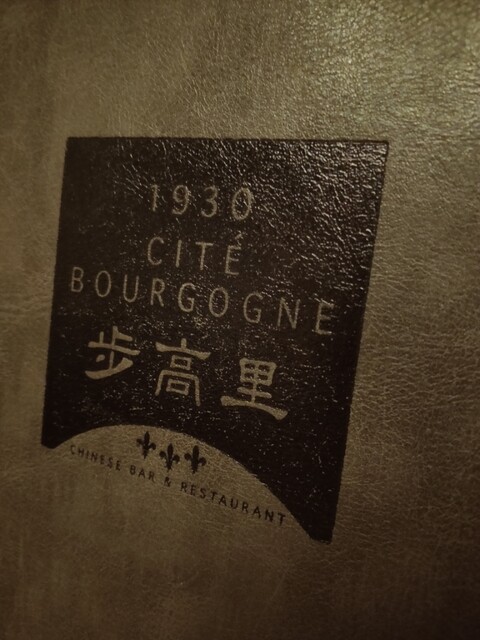 1930
CITÉ
BOURGOGNE
步高里
CHINESE BAR & RESTAURANT